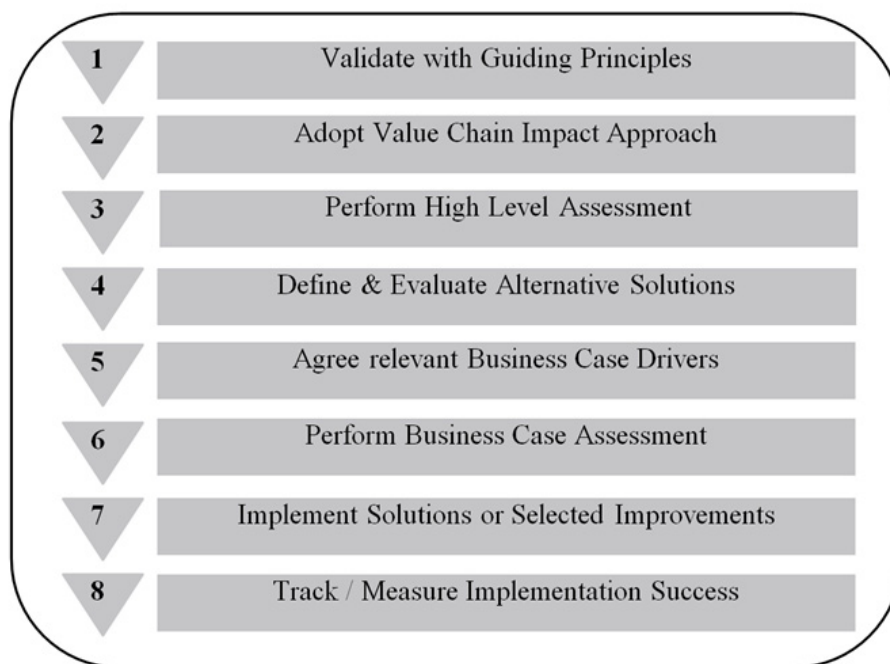 1 Validate with Guiding Principles
2 Adopt Value Chain Impact Approach
3 Perform High Level Assessment
4 Define & Evaluate Alternative Solutions
5 Agree relevant Business Case Drivers
6 Perform Business Case Assessment
7 Implement Solutions or Selected Improvements
8 Track / Measure Implementation Success